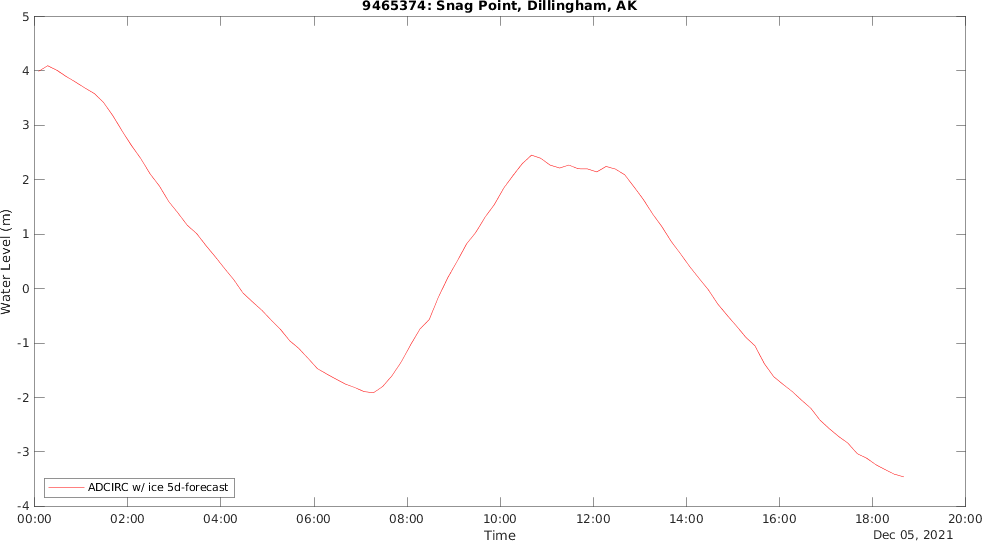 9465374: Snag Point, Dillingham, AK
5
4
3
2
1
0
-1
-2
-3
-4
Water Level (m)
ADCIRC w/ ice 5d-forecast
00:00 02:00 04:00 06:00 08:00 10:00 12:00 14:00 16:00 18:00 20:00
Time
Dec 05, 2021